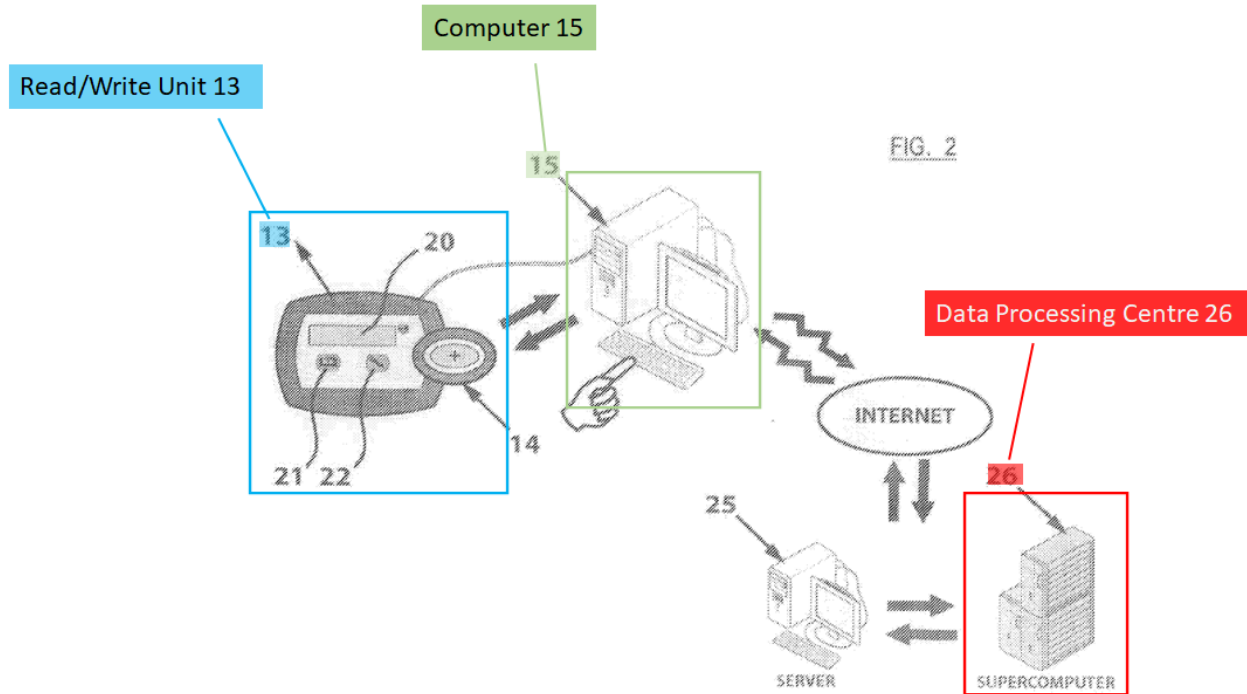 Computer 15
Read/Write Unit 13
FIG. 2
15
13
20
Data Processing Centre 26
INTERNET
14
21 22
26
25
SERVER
SUPERCOMPUTER